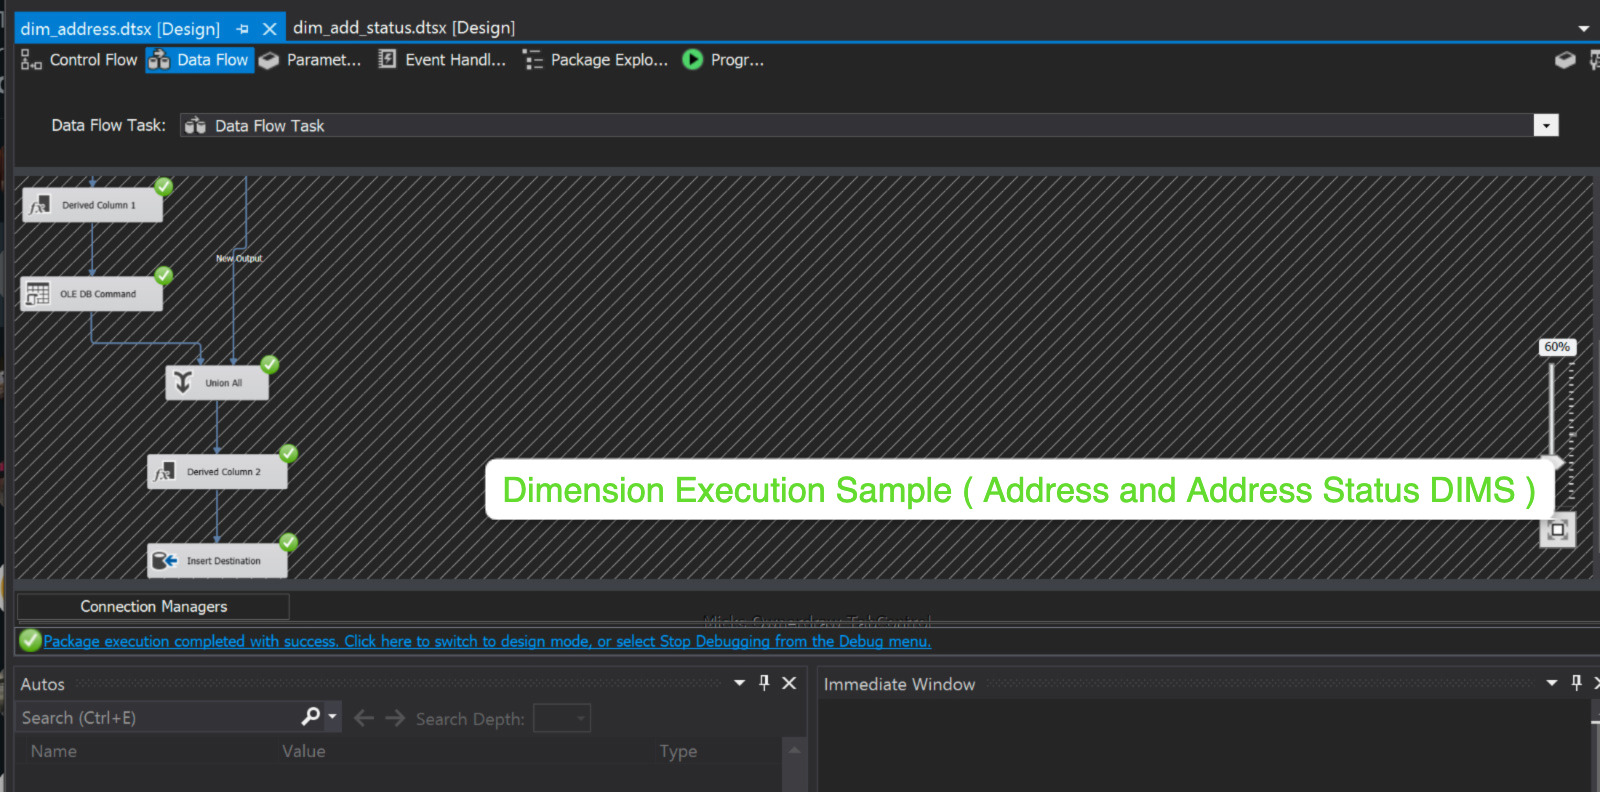 dim_address.dtsx [Design]
dim_add_status.dtsx [Design]
Control Flow
Data Flow
Paramet...
Event Handl...
Package Explo...
Progr...
Data Flow Task:
Data Flow Task
Derived Column 1
New Output
OLE DB Command
60%
Union All
Derived Column 2
Dimension Execution Sample ( Address and Address Status DIMS )
Insert Destination
Connection Managers
Package execution completed with success. Click here to switch to design mode, or select Stop Debugging from the Debug menu.
Autos
Immediate Window
Search (Ctrl+E)
Search Depth:
Name
Value
Type